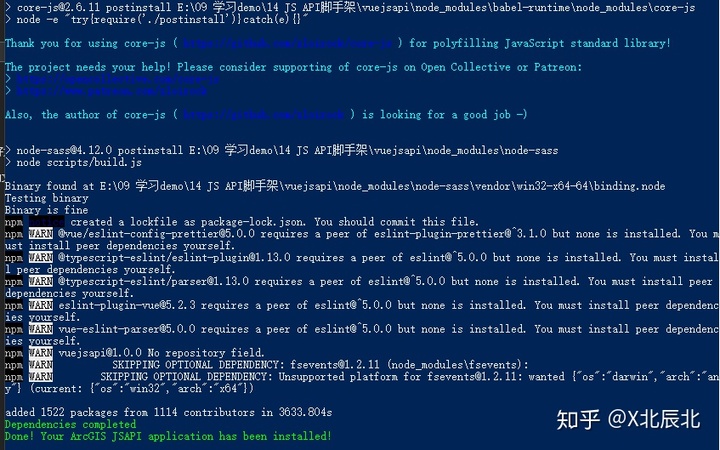 > core-js@2.6.11 postinstall E:\09 学习demo\14 JS API脚手架\vuejsapi\node_modules\babel-runtime\node_modules\core-js
> node -e "try{require('./postinstall')}catch(e){}"
Thank you for using core-js ( ) for polyfilling JavaScript standard library!
The project needs your help! Please consider supporting of core-js on Open Collective or Patreon:
>
>
Also, the author of core-js ( ) is looking for a good job -)
> node-sass@4.12.0 postinstall E:\09 学习demo\14 JS API脚手架\vuejsapi\node_modules\node-sass
> node scripts/build.js
Binary found at E:\09 学习demo\14 JS API脚手架\vuejsapi\node_modules\node-sass\vendor\win32-x64-64\binding.node
Testing binary
Binary is fine
npm created a lockfile as package-lock.json. You should commit this file.
npm WARN @vue/eslint-config-prettier@5.0.0 requires a peer of eslint-plugin-prettier@^3.1.0 but none is installed. You m
ust install peer dependencies yourself.
npm WARN @typescript-eslint/eslint-plugin@1.13.0 requires a peer of eslint@^5.0.0 but none is installed. You must instal
l peer dependencies yourself.
npm WARN @typescript-eslint/parser@1.13.0 requires a peer of eslint@^5.0.0 but none is installed. You must install peer
dependencies yourself.
npm WARN eslint-plugin-vue@5.2.3 requires a peer of eslint@^5.0.0 but none is installed. You must install peer dependenc
ies yourself.
npm WARN vue-eslint-parser@5.0.0 requires a peer of eslint@^5.0.0 but none is installed. You must install peer dependenc
ies yourself.
npm WARN vuejsapi@1.0.0 No repository field.
npm WARN SKIPPING OPTIONAL DEPENDENCY: fsevents@1.2.11 (node_modules\fsevents):
npm WARN SKIPPING OPTIONAL DEPENDENCY: Unsupported platform for fsevents@1.2.11: wanted {"os":"darwin","arch":"an
y"} (current: {"os":"win32","arch":"x64"})
added 1522 packages from 1114 contributors in 3633.804s
Dependencies completed
Done! Your ArcGIS JSAPI application has been installed!
知乎 @X北辰北